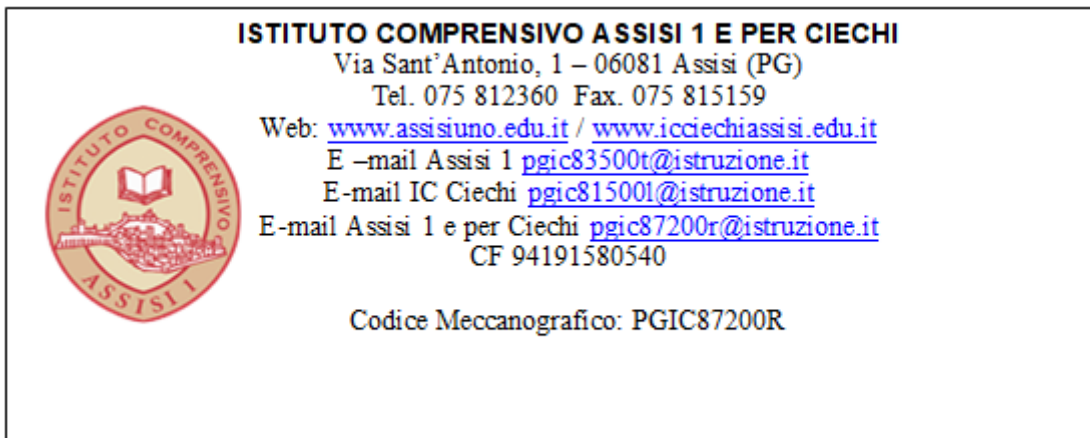 ISTITUTO COMPRENSIVO ASSISI 1 E PER CIECHI
Via Sant’Antonio, 1 – 06081 Assisi (PG)
Tel. 075 812360 Fax. 075 815159
Web: www.assisiuno.edu.it / www.icciechiassisi.edu.it
E –mail Assisi 1 pgic83500t@istruzione.it
E-mail IC Ciechi pgic81500l@istruzione.it
E-mail Assisi 1 e per Ciechi pgic87200r@istruzione.it
CF 94191580540
Codice Meccanografico: PGIC87200R
ISTITUTO COMPRENSIVO
ASSISI 1